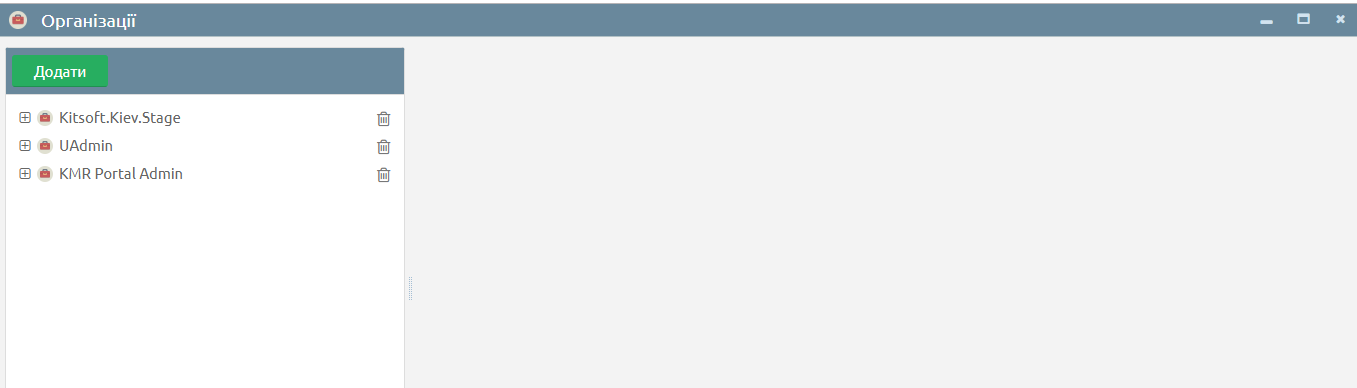 Організації
Додати
Kitsoft.Kiev.Stage
UAdmin
KMR Portal Admin